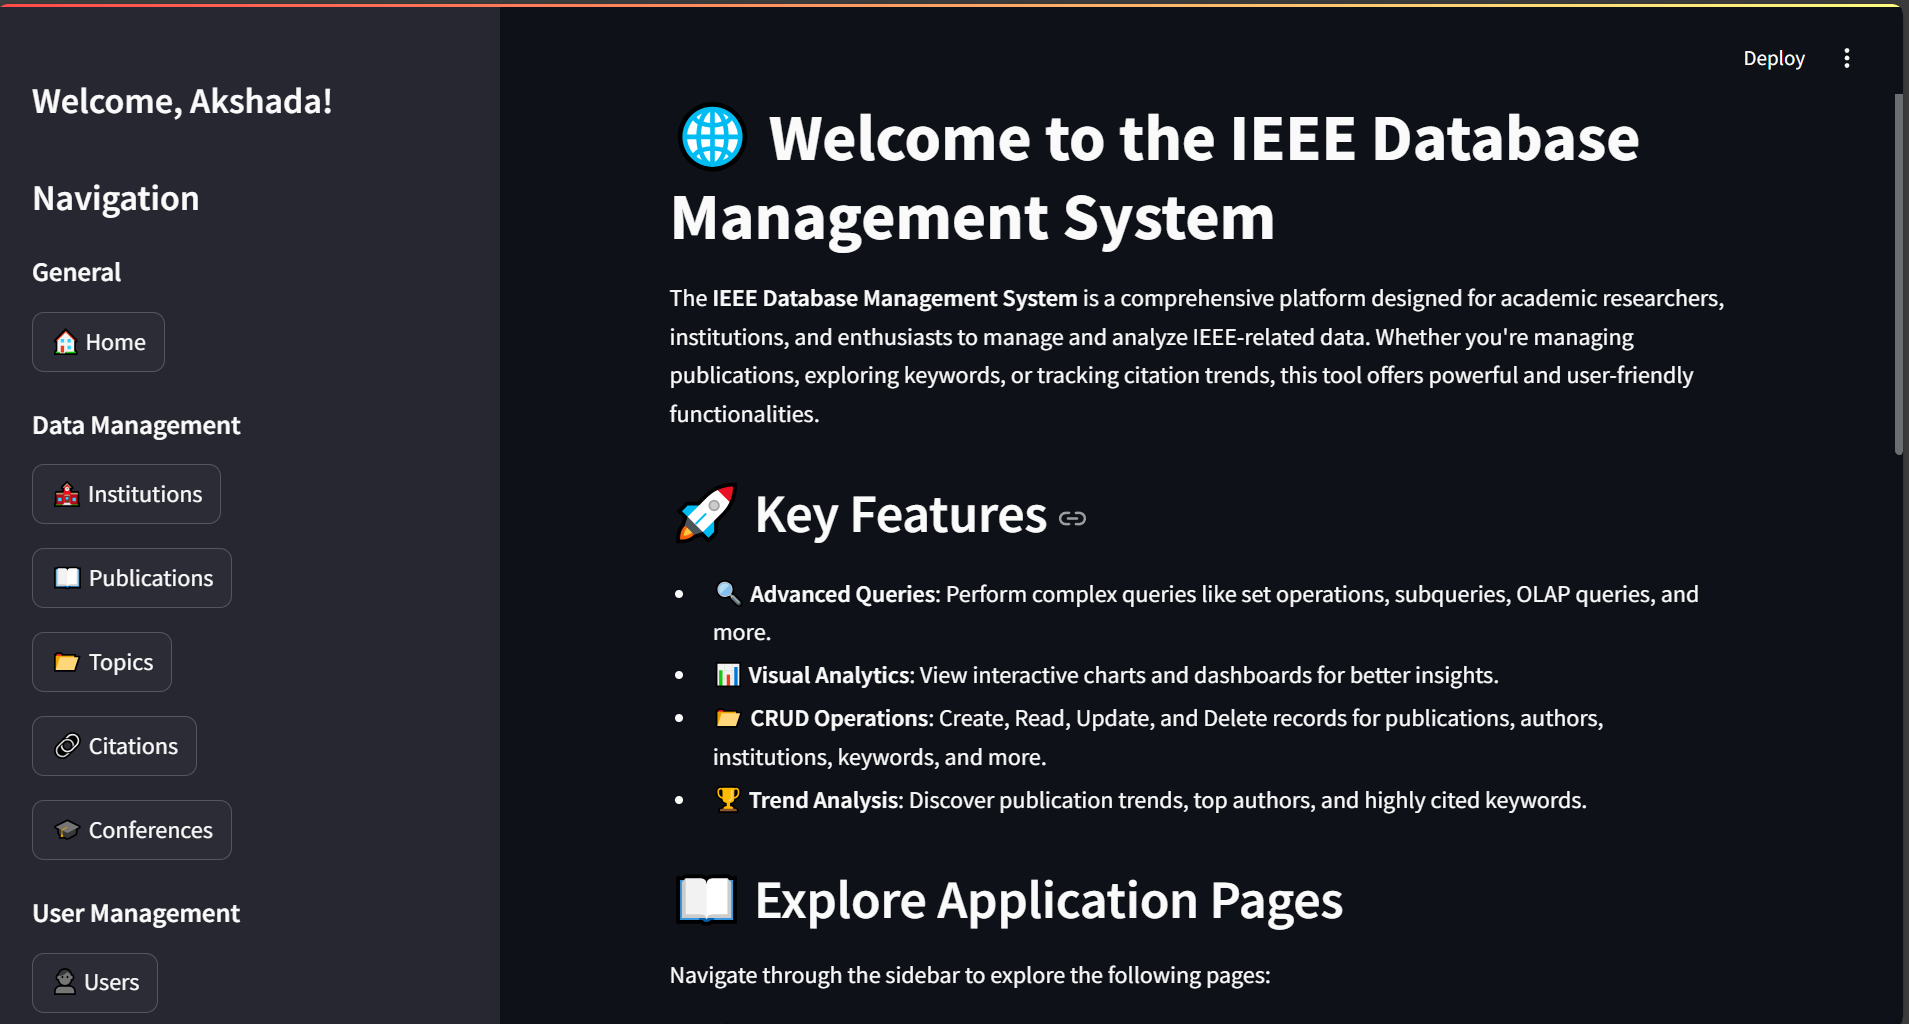 Welcome, Akshada!
Navigation
General
Home
Data Management
Institutions
Publications
Topics
Citations
Conferences
User Management
Users
Deploy
Welcome to the IEEE Database
Management System
The IEEE Database Management System is a comprehensive platform designed for academic researchers,
institutions, and enthusiasts to manage and analyze IEEE-related data. Whether you're managing
publications, exploring keywords, or tracking citation trends, this tool offers powerful and user-friendly
functionalities.
Key Features
• Advanced Queries: Perform complex queries like set operations, subqueries, OLAP queries, and
more.
• Visual Analytics: View interactive charts and dashboards for better insights.
• CRUD Operations: Create, Read, Update, and Delete records for publications, authors,
institutions, keywords, and more.
• Trend Analysis: Discover publication trends, top authors, and highly cited keywords.
Explore Application Pages
Navigate through the sidebar to explore the following pages: